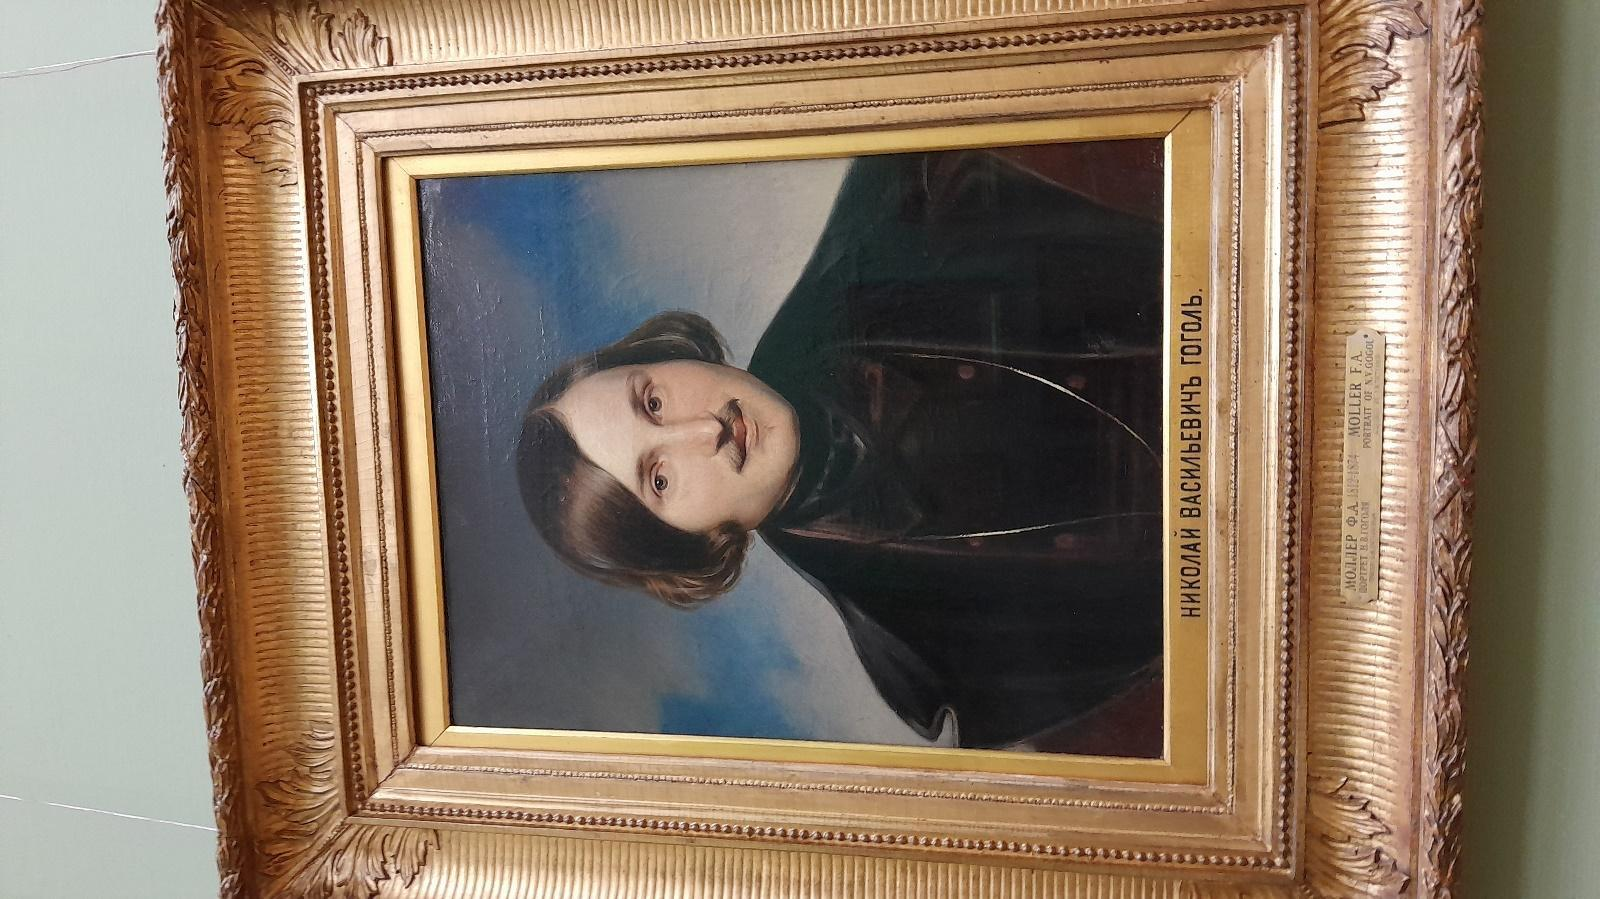 НИКОЛАЙ ВАСИЛЬЕВИЧЪ ГОГОЛЬ.
МОЛЛЕР Ф.А. 1812-1874 MOLLER F.A.
ПОРТРЕТ Н.В.ГОГОЛЯ PORTRAIT OF N.V.GOGOL